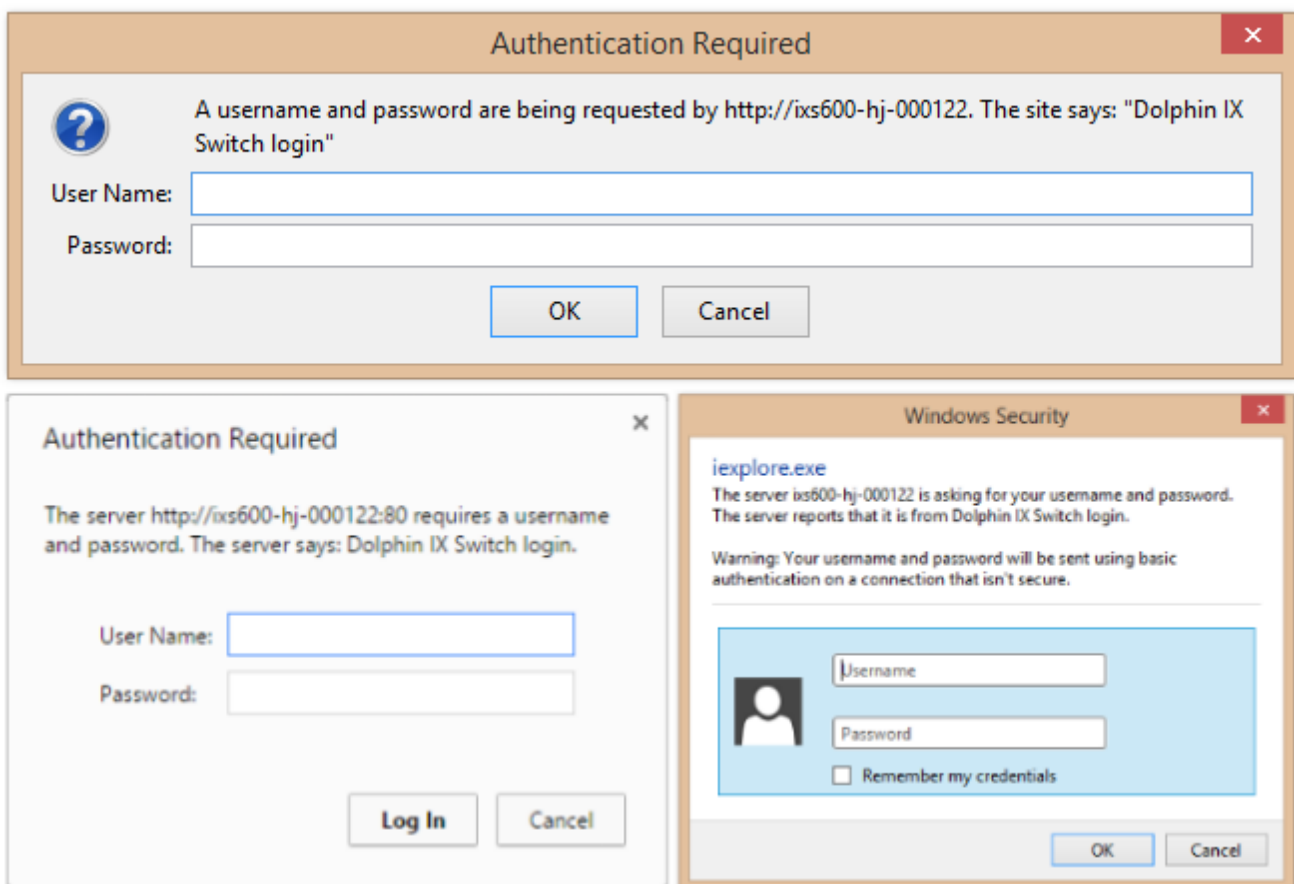 Authentication Required
A username and password are being requested by http://ixs600-hj-000122. The site says: "Dolphin IX
Switch login"
User Name:
Password:
OK Cancel
Authentication Required
The server http://ixs600-hj-000122:80 requires a username
and password. The server says: Dolphin IX Switch login.
User Name:
Password:
Log In Cancel
Windows Security
iexplore.exe
The server ixs600-hj-000122 is asking for your username and password.
The server reports that it is from Dolphin IX Switch login.
Warning: Your username and password will be sent using basic
authentication on a connection that isn't secure.
Username
Password
Remember my credentials
OK Cancel